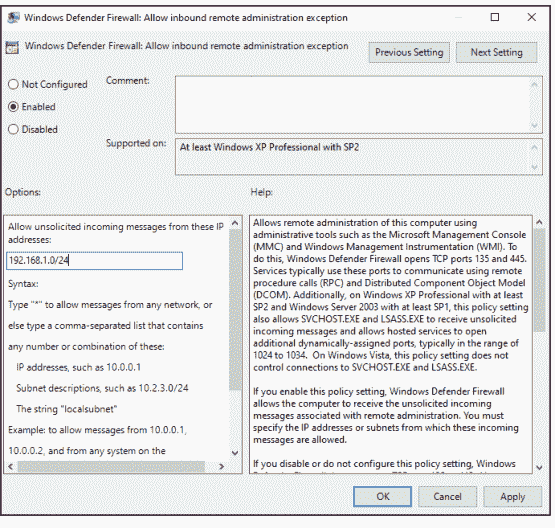 Windows Defender Firewall: Allow inbound remote administration exception
Windows Defender Firewall: Allow inbound remote administration exception
Previous Setting
Next Setting
Not Configured
Enabled
Disabled
Comment:
Supported on:
At least Windows XP Professional with SP2
Options:
Help:
Allow unsolicited incoming messages from these IP
addresses:
192.168.1.0/24
Syntax:
Type "*" to allow messages from any network, or
else type a comma-separated list that contains
any number or combination of these:
IP addresses, such as 10.0.0.1
Subnet descriptions, such as 10.2.3.0/24
The string "localsubnet"
Example: to allow messages from 10.0.0.1,
10.0.0.2, and from any system on the
Allows remote administration of this computer using
administrative tools such as the Microsoft Management Console
(MMC) and Windows Management Instrumentation (WMI). To
do this, Windows Defender Firewall opens TCP ports 135 and 445.
Services typically use these ports to communicate using remote
procedure calls (RPC) and Distributed Component Object Model
(DCOM). Additionally, on Windows XP Professional with at least
SP2 and Windows Server 2003 with at least SP1, this policy setting
also allows SVCHOST.EXE and LSASS.EXE to receive unsolicited
incoming messages and allows hosted services to open
additional dynamically-assigned ports, typically in the range of
1024 to 1034. On Windows Vista, this policy setting does not
control connections to SVCHOST.EXE and LSASS.EXE.
If you enable this policy setting, Windows Defender Firewall
allows the computer to receive the unsolicited incoming
messages associated with remote administration. You must
specify the IP addresses or subnets from which these incoming
messages are allowed.
If you disable or do not configure this policy setting, Windows
OK
Cancel
Apply